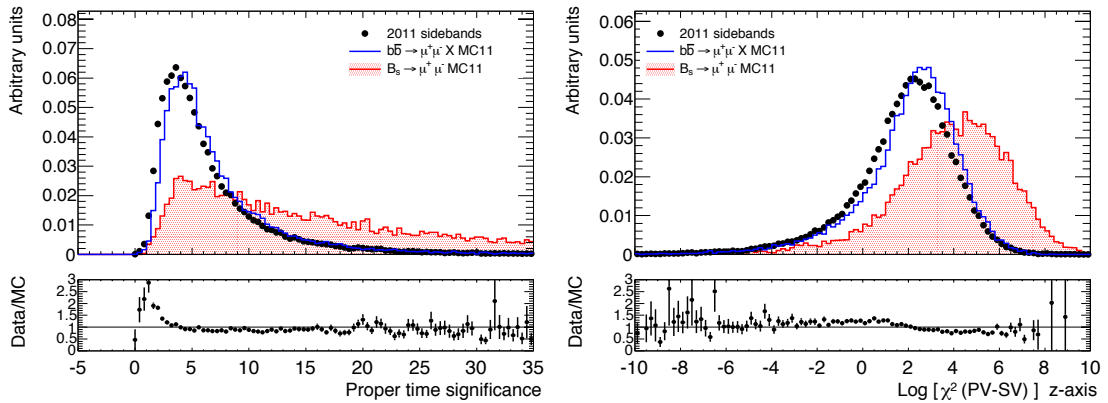 Arbitrary units
0.08
0.07
0.06
0.05
0.04
0.03
0.02
0.01
0
2011 sidebands
bb̅ → μ⁺μ⁻ X MC11
Bₛ → μ⁺ μ⁻ MC11
Data/MC
3
2.5
2
1.5
1
0.5
0
-5 0 5 10 15 20 25 30 35
Proper time significance
Arbitrary units
0.06
0.05
0.04
0.03
0.02
0.01
0
2011 sidebands
bb̅ → μ⁺μ⁻ X MC11
Bₛ → μ⁺ μ⁻ MC11
Data/MC
3
2.5
2
1.5
1
0.5
0
-10 -8 -6 -4 -2 0 2 4 6 8 10
Log [ χ² (PV-SV) ] z-axis